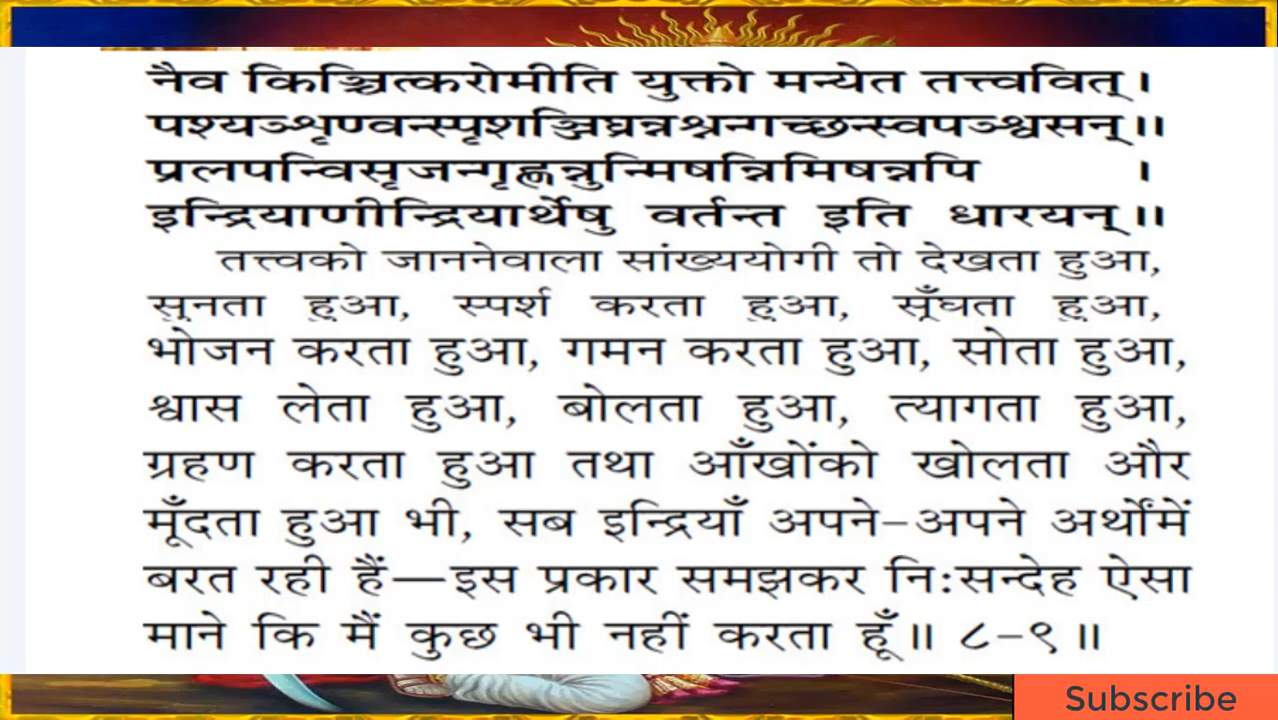 नैव किञ्चित्करोमीति युक्तो मन्येत तत्त्ववित्।
पश्यञ्शृण्वन्स्पृशञ्जिघ्रन्नश्नन्गच्छन्स्वपञ्श्वसन्॥
प्रलपन्विसृजन्गृह्णन्नुन्मिषन्निमिषन्नपि ।
इन्द्रियाणीन्द्रियार्थेषु वर्तन्त इति धारयन्॥
तत्त्वको जाननेवाला सांख्ययोगी तो देखता हुआ,
सुनता हुआ, स्पर्श करता हुआ, सूँघता हुआ,
भोजन करता हुआ, गमन करता हुआ, सोता हुआ,
श्वास लेता हुआ, बोलता हुआ, त्यागता हुआ,
ग्रहण करता हुआ तथा आँखोंको खोलता और
मूँदता हुआ भी, सब इन्द्रियाँ अपने-अपने अर्थोंमें
बरत रही हैं—इस प्रकार समझकर नि:सन्देह ऐसा
माने कि मैं कुछ भी नहीं करता हूँ॥ ८-९॥
Subscribe